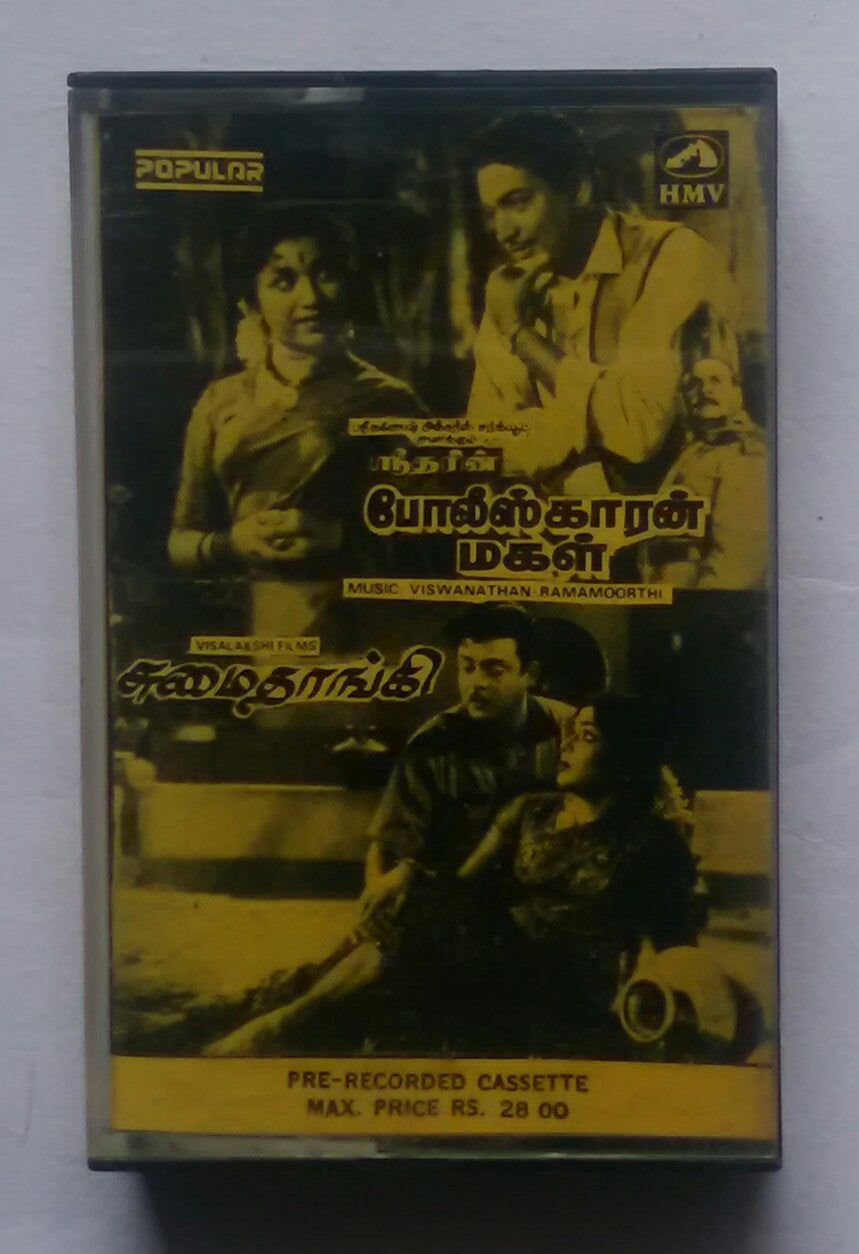 POPULAR
HMV
ஸ்ரீதரின்
போலீஸ்காரன்
மகள்
MUSIC: VISWANATHAN-RAMAMOORTHI
VISALAKSHI FILMS
சுமைதாங்கி
PRE-RECORDED CASSETTE
MAX. PRICE RS. 28 00